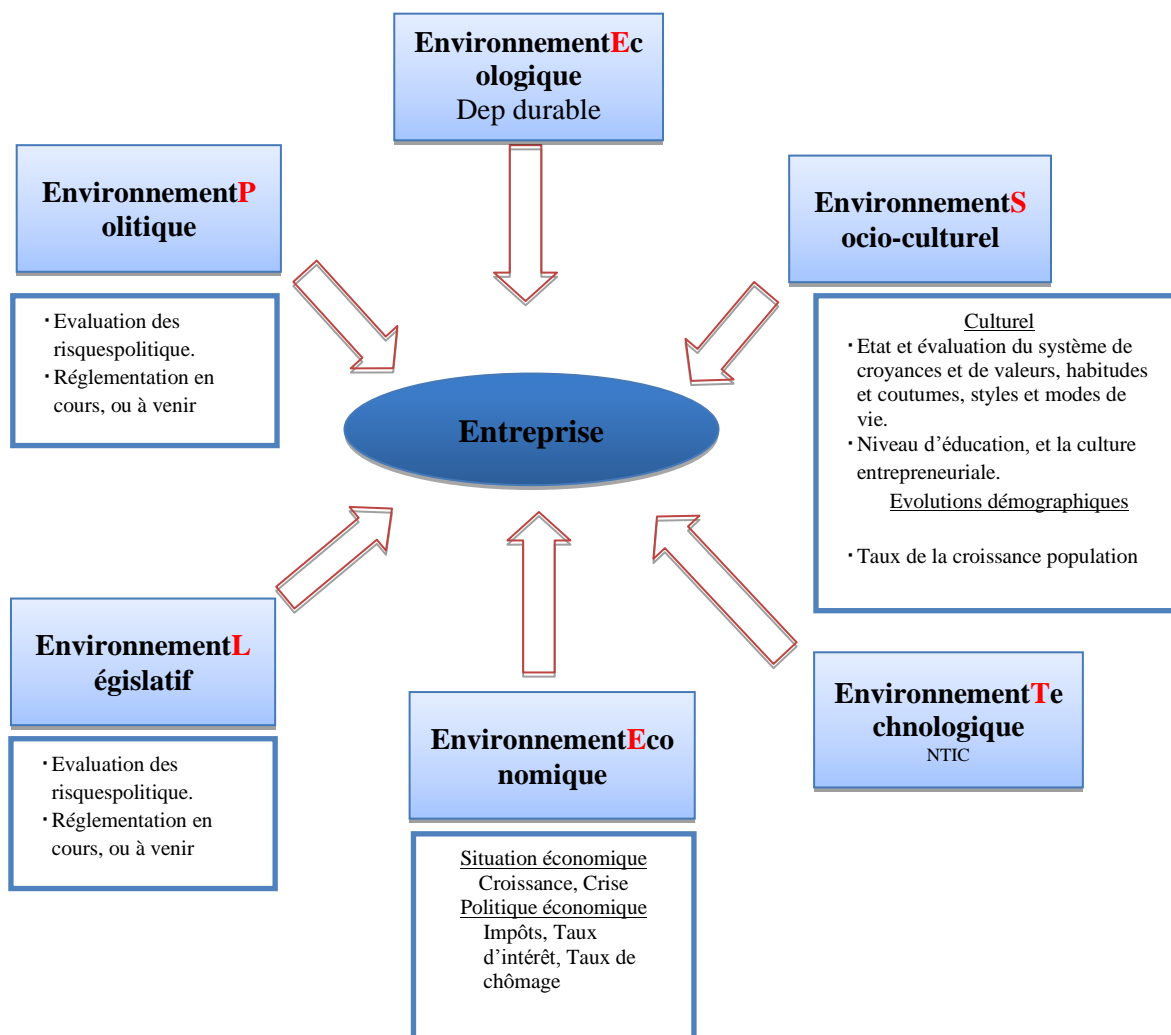 EnvironnementEc
ologique
Dep durable
EnvironnementP
olitique
· Evaluation des
risquespolitique.
· Réglementation en
cours, ou à venir
EnvironnementS
ocio-culturel
Culturel
· Etat et évaluation du système de
croyances et de valeurs, habitudes
et coutumes, styles et modes de
vie.
· Niveau d’éducation, et la culture
entrepreneuriale.
Evolutions démographiques
· Taux de la croissance population
Entreprise
EnvironnementL
égislatif
· Evaluation des
risquespolitique.
· Réglementation en
cours, ou à venir
EnvironnementEco
nomique
Situation économique
Croissance, Crise
Politique économique
Impôts, Taux
d’intérêt, Taux de
chômage
EnvironnementTe
chnologique
NTIC